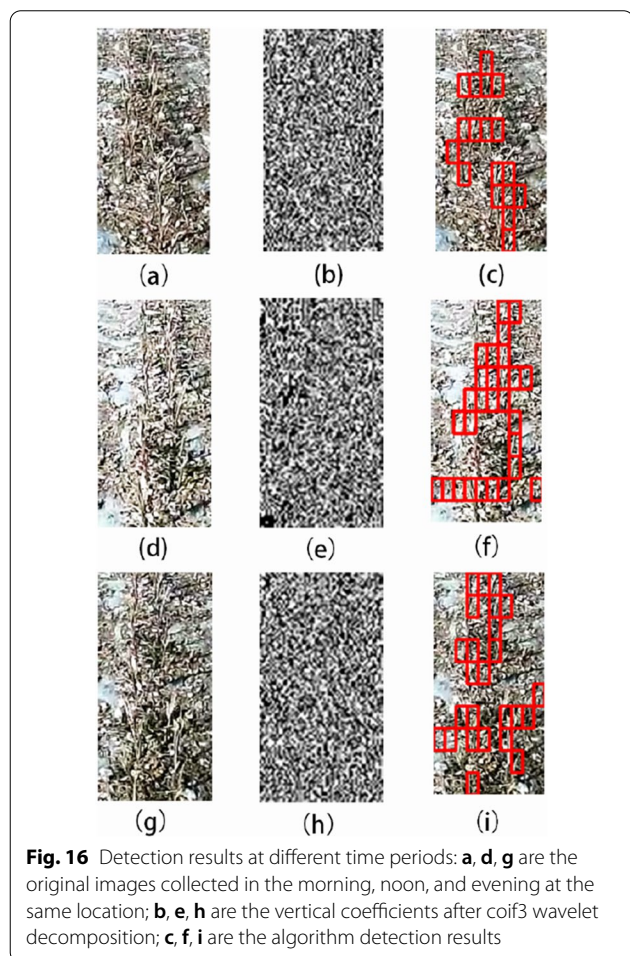 (a)
(b)
(c)
(d)
(e)
(f)
(g)
(h)
(i)
Fig. 16 Detection results at different time periods: a, d, g are the
original images collected in the morning, noon, and evening at the
same location; b, e, h are the vertical coefficients after coif3 wavelet
decomposition; c, f, i are the algorithm detection results